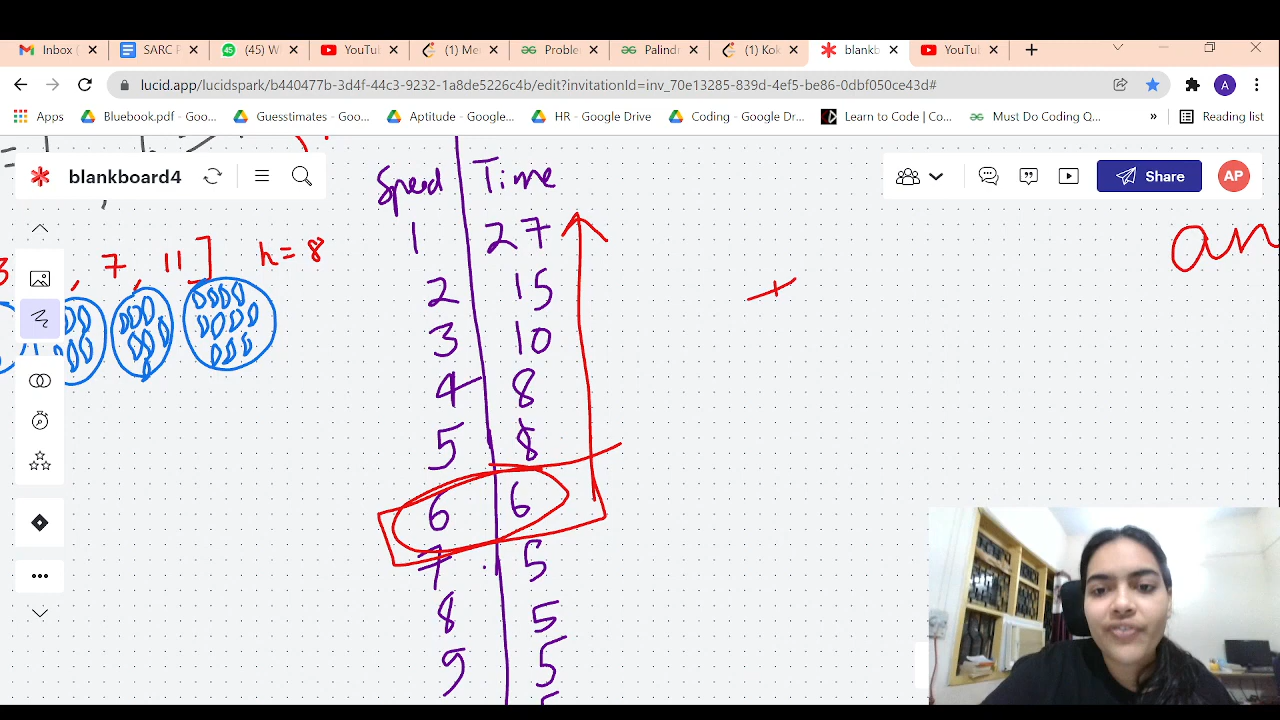 Inbox (
SARC P
(45) W
YouTu
(1) Me
Proble
Palindr
(1) Kok
blankb
YouTu
lucid.app/lucidspark/b440477b-3d4f-44c3-9232-1a8de5226c4b/edit?invitationId=inv_70e13285-839d-4ef5-be86-0dbf050ce43d#
A
Apps
Bluebook.pdf - Goo...
Guesstimates - Goo...
Aptitude - Google...
HR - Google Drive
Coding - Google Dr...
Learn to Code | Co...
Must Do Coding Q...
»
Reading list
blankboard4
Share
AP
Speed Time
1 27
3 , 7, 11] h=8
an
2 15
3 10
4 8
5 8
6 6
7 5
8 5
9 5